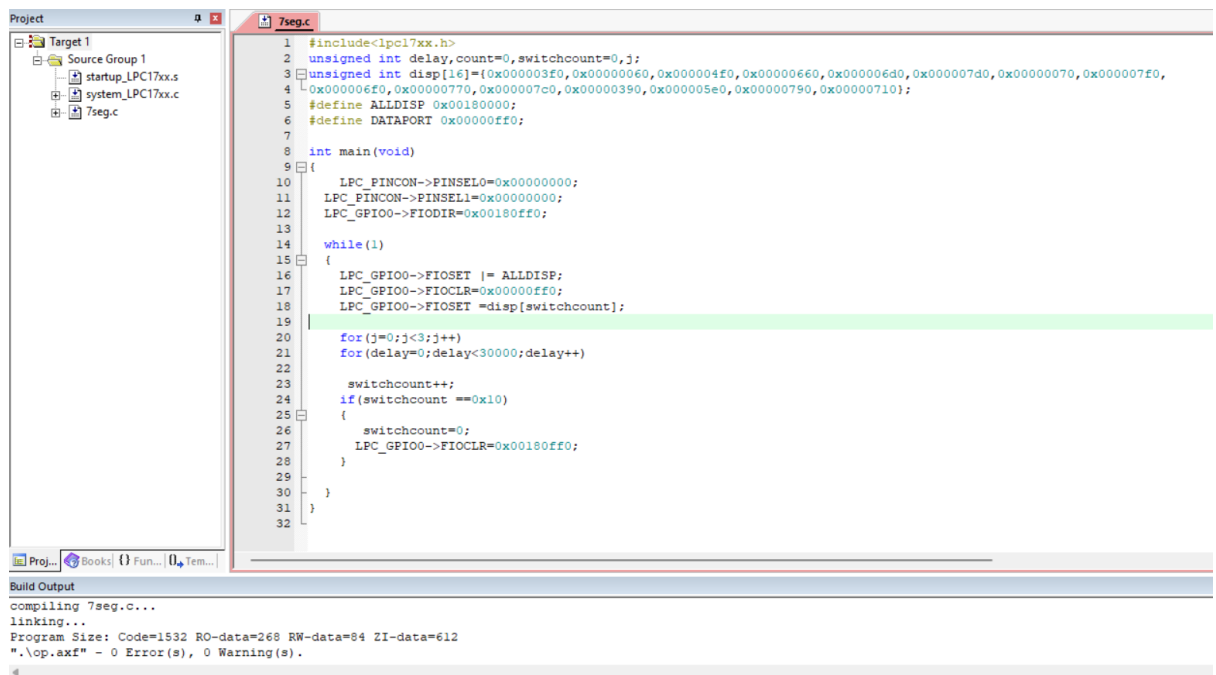 Project
7seg.c
Target 1
Source Group 1
startup_LPC17xx.s
system_LPC17xx.c
7seg.c
1 #include<lpc17xx.h>
2 unsigned int delay,count=0,switchcount=0,j;
3 unsigned int disp[16]={0x000003f0,0x00000060,0x000004f0,0x00000660,0x000006d0,0x000007d0,0x00000070,0x000007f0,
4 0x000006f0,0x00000770,0x000007c0,0x00000390,0x000005e0,0x00000790,0x00000710};
5 #define ALLDISP 0x00180000;
6 #define DATAPORT 0x00000ff0;
7
8 int main(void)
9 {
10 LPC_PINCON->PINSEL0=0x00000000;
11 LPC_PINCON->PINSEL1=0x00000000;
12 LPC_GPIO0->FIODIR=0x00180ff0;
13
14 while(1)
15 {
16 LPC_GPIO0->FIOSET |= ALLDISP;
17 LPC_GPIO0->FIOCLR=0x00000ff0;
18 LPC_GPIO0->FIOSET =disp[switchcount];
19
20 for(j=0;j<3;j++)
21 for(delay=0;delay<30000;delay++)
22
23 switchcount++;
24 if(switchcount ==0x10)
25 {
26 switchcount=0;
27 LPC_GPIO0->FIOCLR=0x00180ff0;
28 }
29
30 }
31 }
32
Proj... Books {} Fun... 0 Tem...
Build Output
compiling 7seg.c...
linking...
Program Size: Code=1532 RO-data=268 RW-data=84 ZI-data=612
".\op.axf" - 0 Error(s), 0 Warning(s).